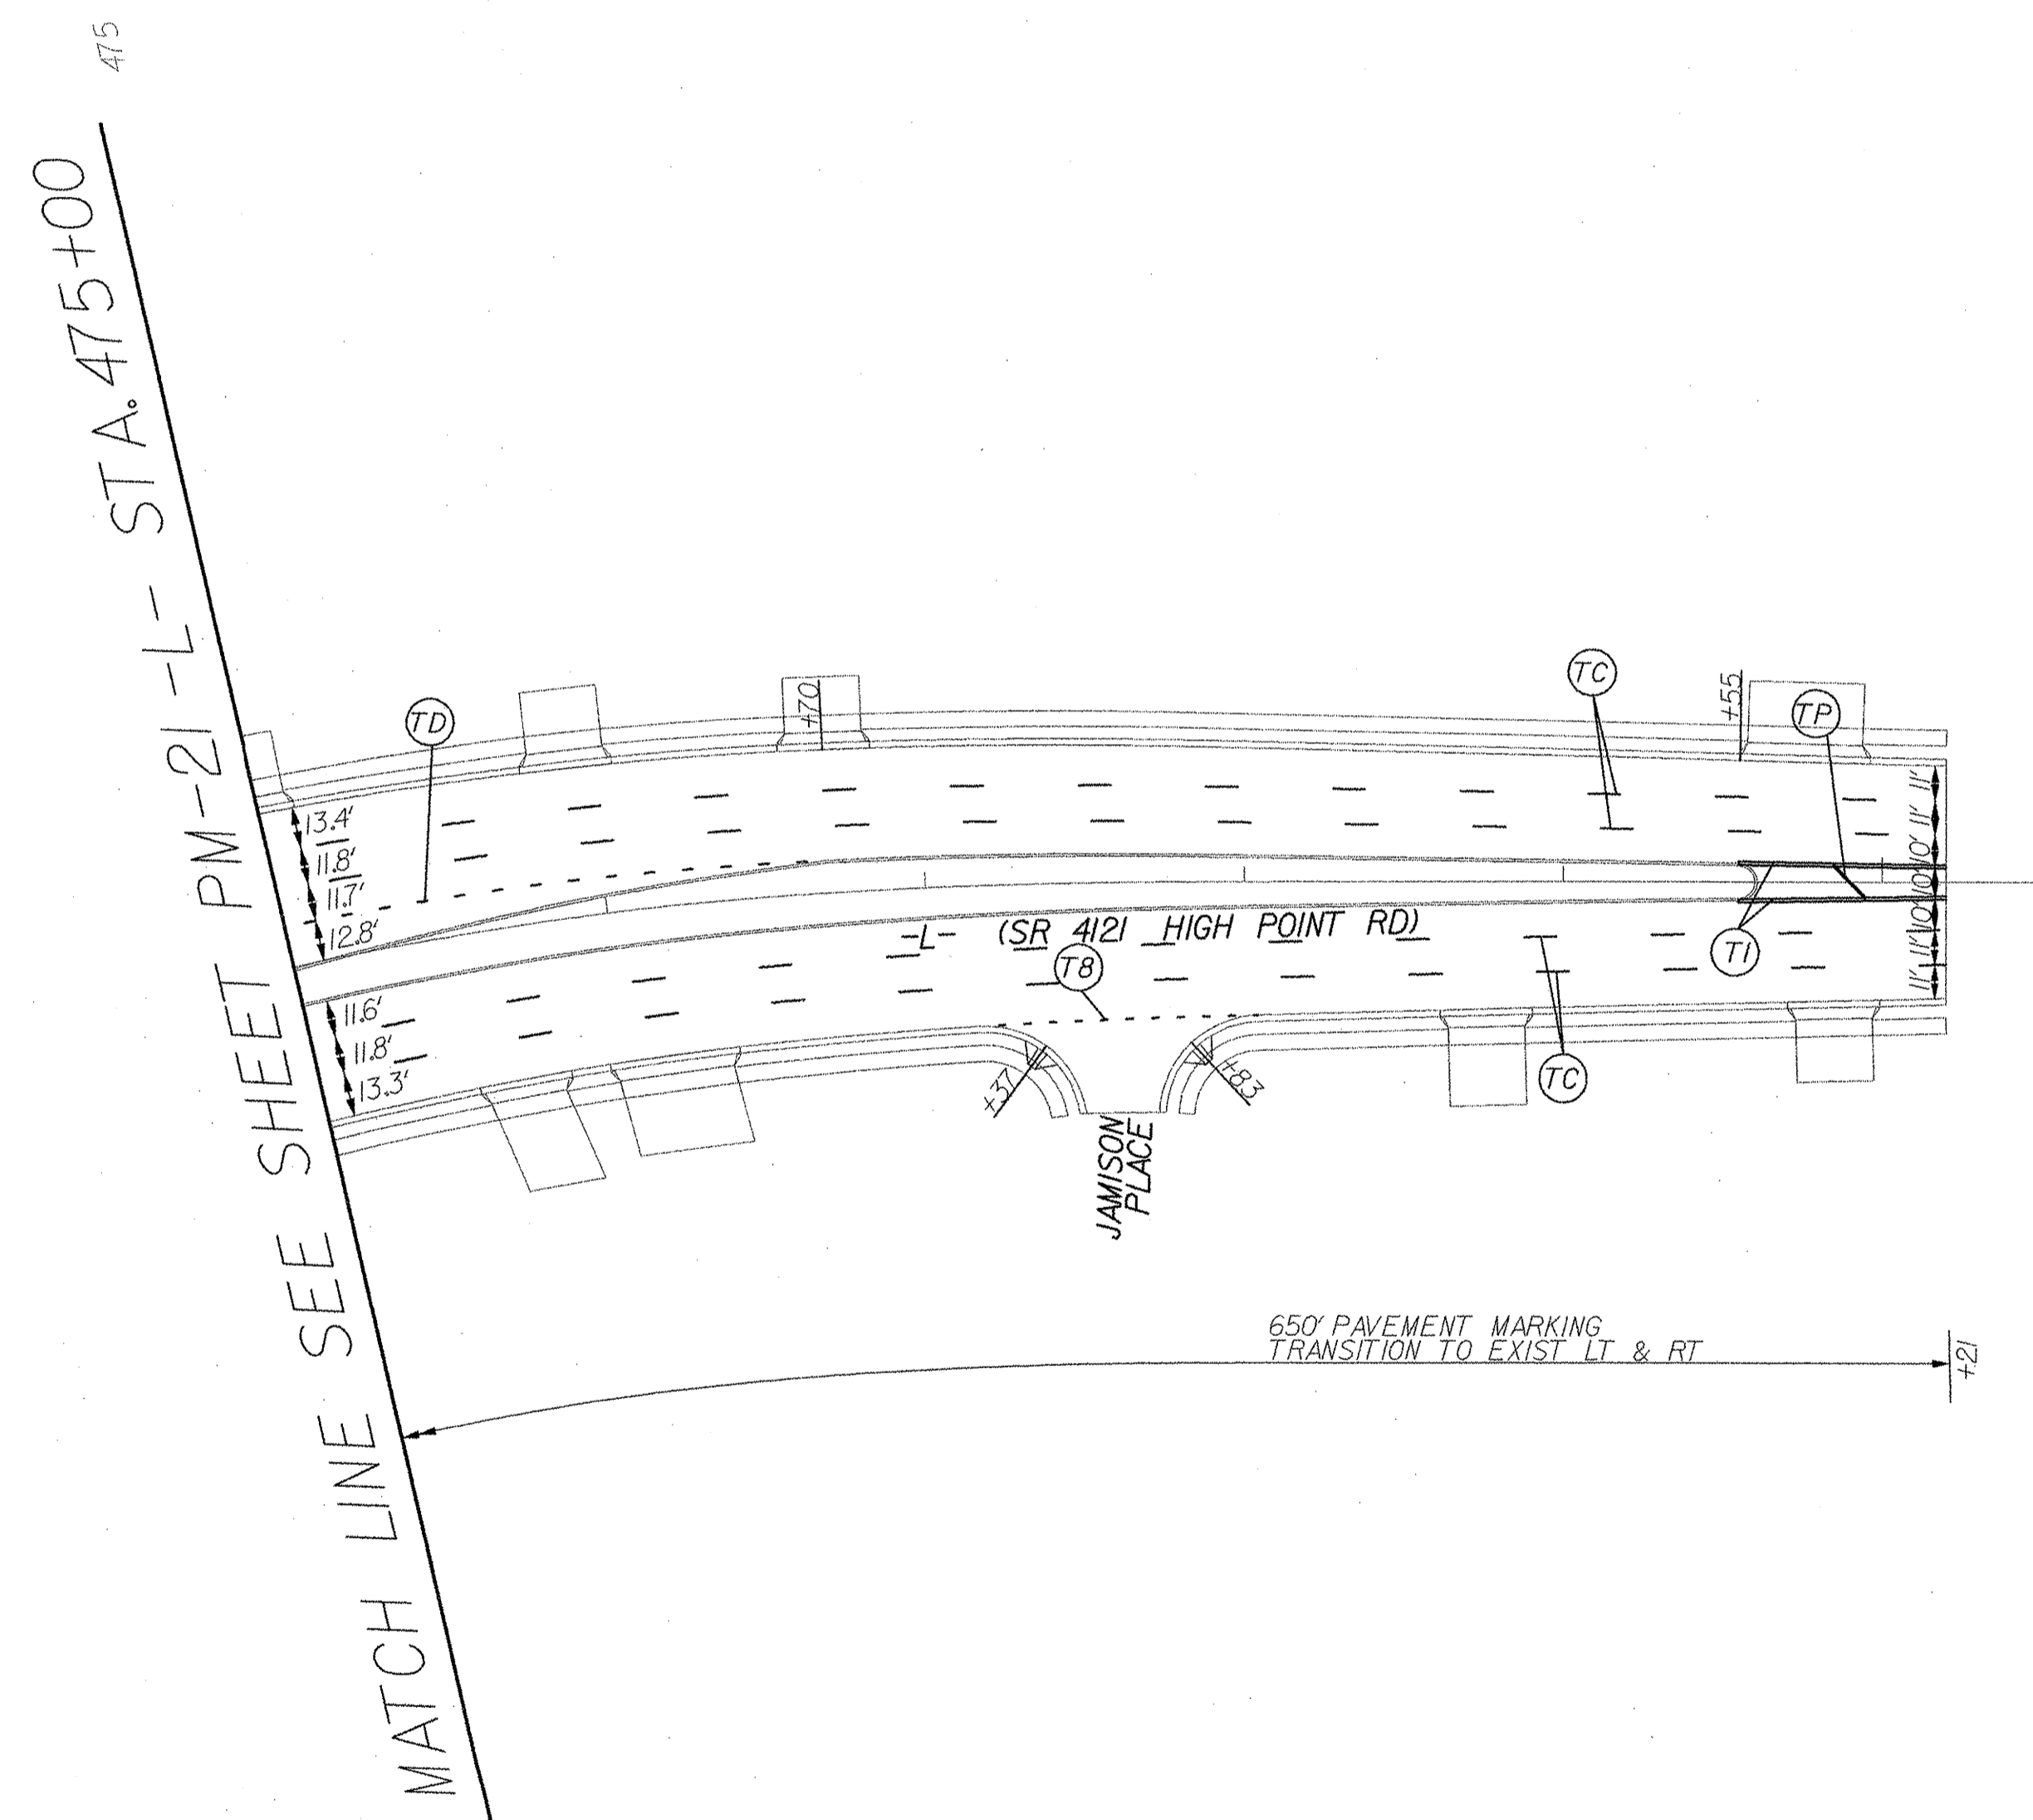 475
MATCH LINE SEE SHEET PM-21 -L- STA. 475+00
TD
+70
TC
+55
TP
13.4'
11.8'
11.7'
12.8'
11'
11'
10'
10'
10'
11'
11'
-L- (SR 4121 HIGH POINT RD)
T8
T1
11.6'
11.8'
13.3'
+37
+83
TC
JAMISON
PLACE
650' PAVEMENT MARKING
TRANSITION TO EXIST LT & RT
+21